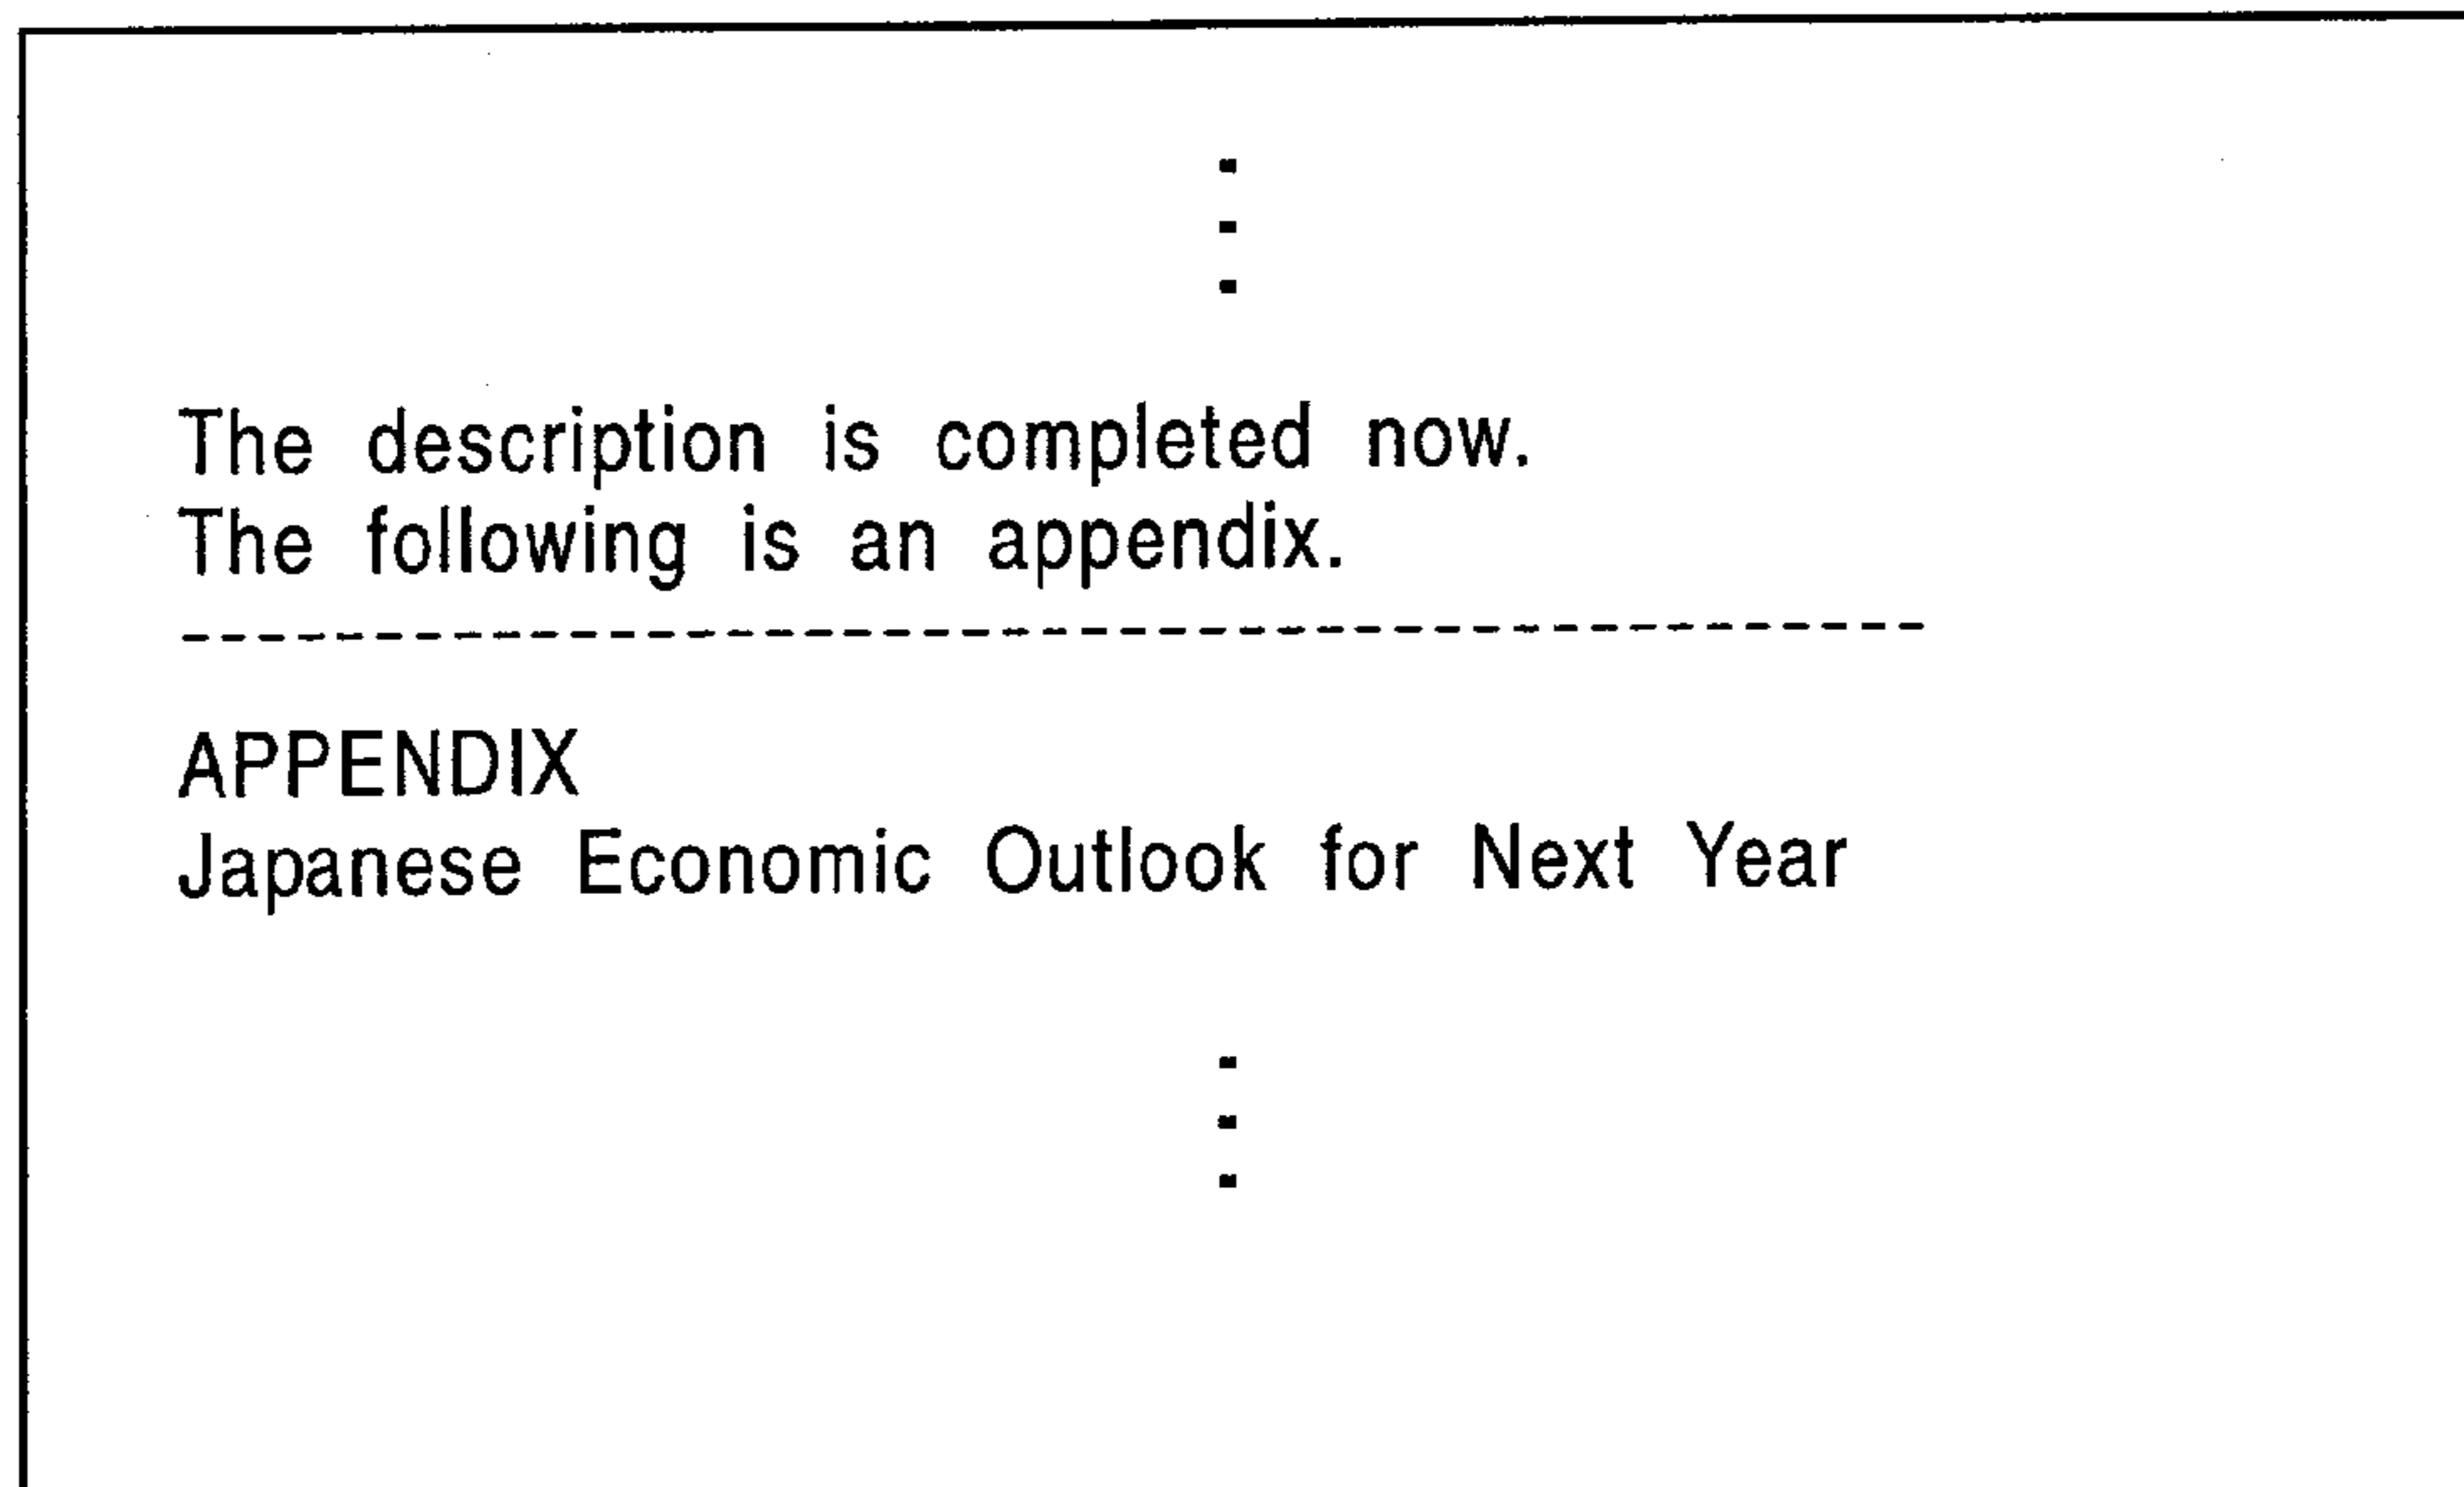 The description is completed now.
The following is an appendix.
APPENDIX
Japanese Economic Outlook for Next Year